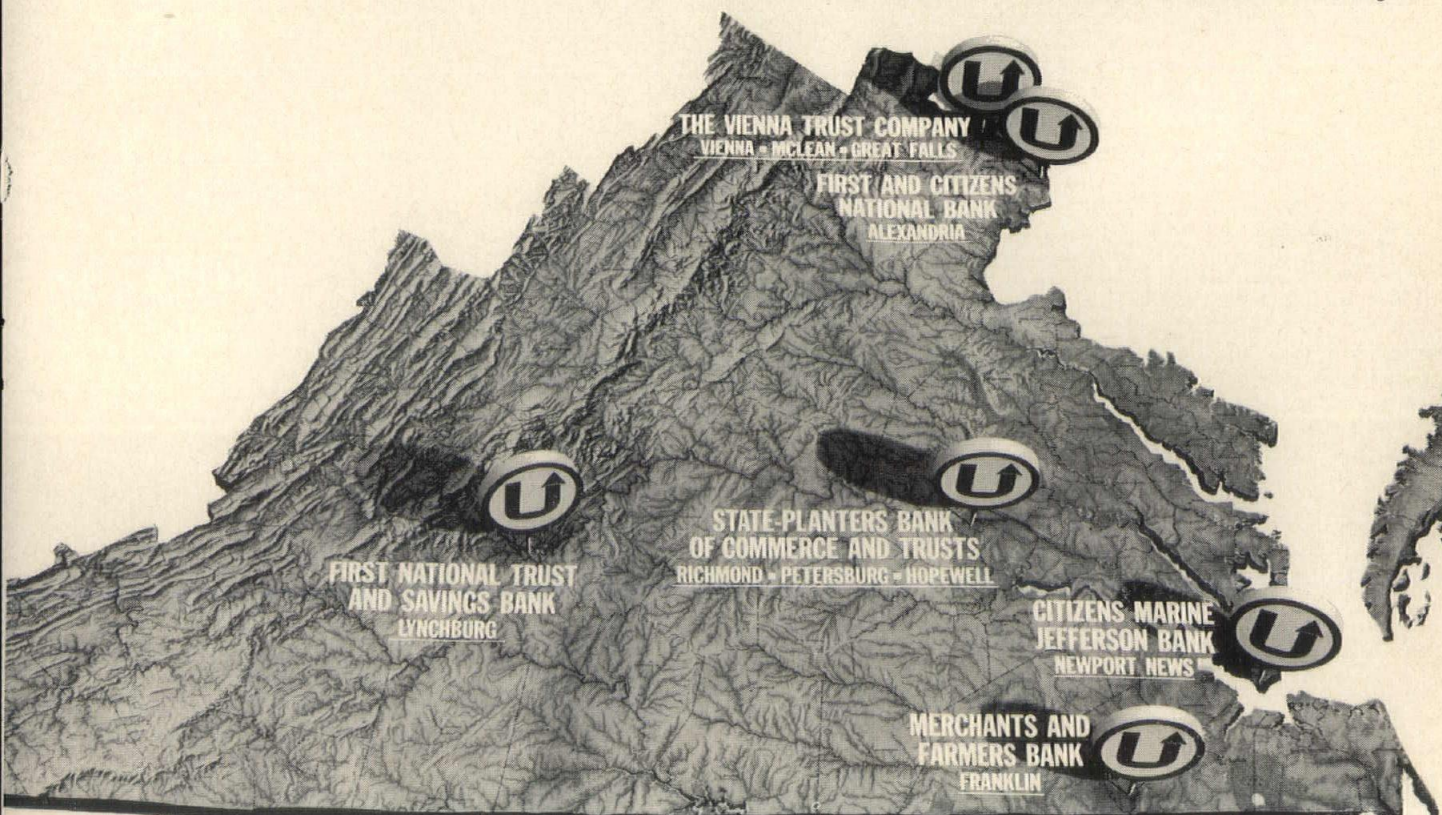 THE VIENNA TRUST COMPANY
VIENNA • MCLEAN • GREAT FALLS
FIRST AND CITIZENS
NATIONAL BANK
ALEXANDRIA
FIRST NATIONAL TRUST
AND SAVINGS BANK
LYNCHBURG
STATE-PLANTERS BANK
OF COMMERCE AND TRUSTS
RICHMOND • PETERSBURG • HOPEWELL
CITIZENS MARINE
JEFFERSON BANK
NEWPORT NEWS
MERCHANTS AND
FARMERS BANK
FRANKLIN
U
U
U
U
U
U